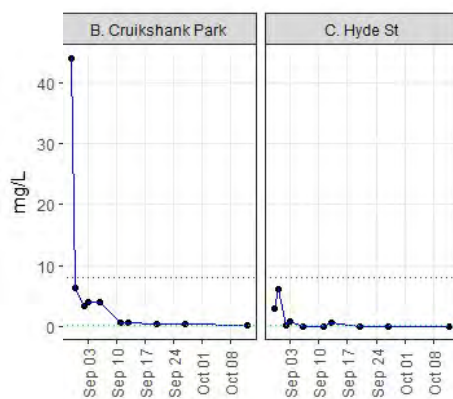 B. Cruikshank Park
C. Hyde St
mg/L
40
30
20
10
0
Sep 03
Sep 10
Sep 17
Sep 24
Oct 01
Oct 08
Sep 03
Sep 10
Sep 17
Sep 24
Oct 01
Oct 08